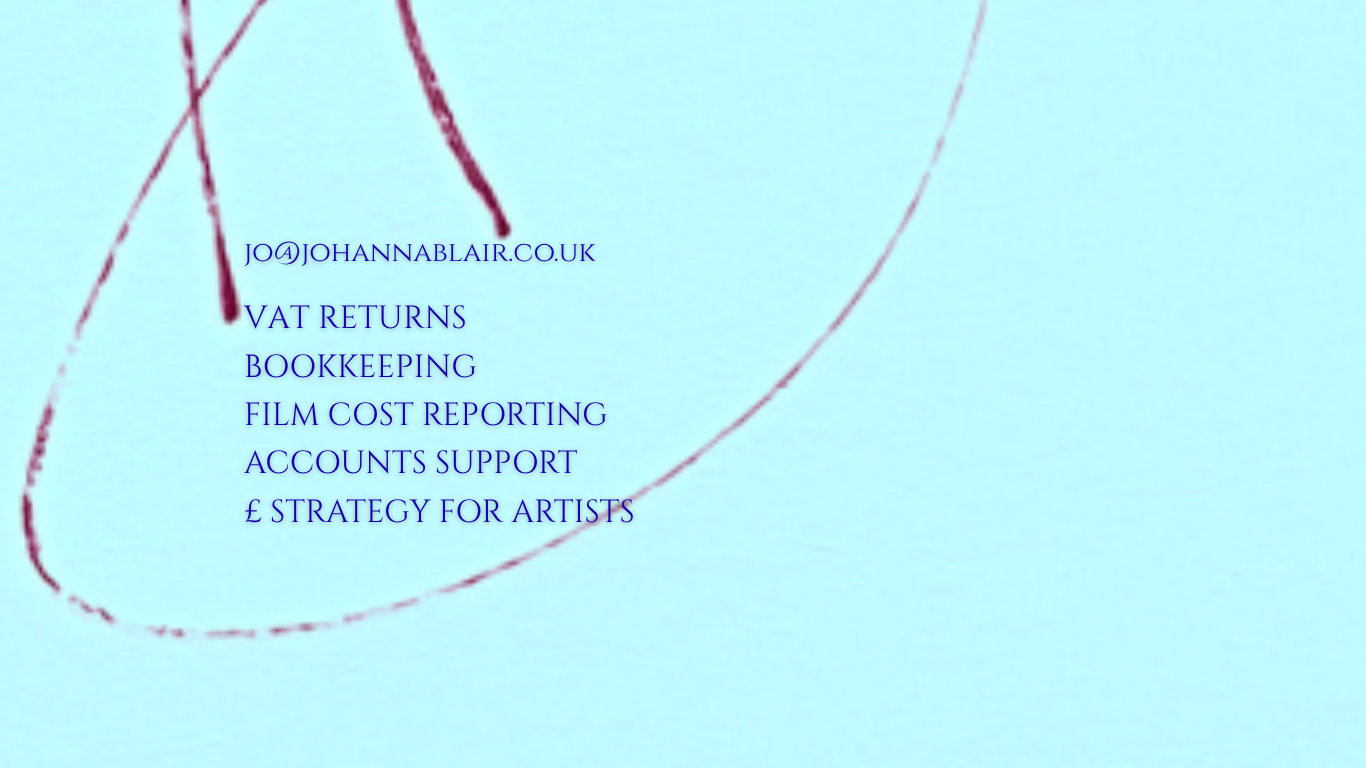 JO@JOHANNABLAIR.CO.UK
VAT RETURNS
BOOKKEEPING
FILM COST REPORTING
ACCOUNTS SUPPORT
£ STRATEGY FOR ARTISTS